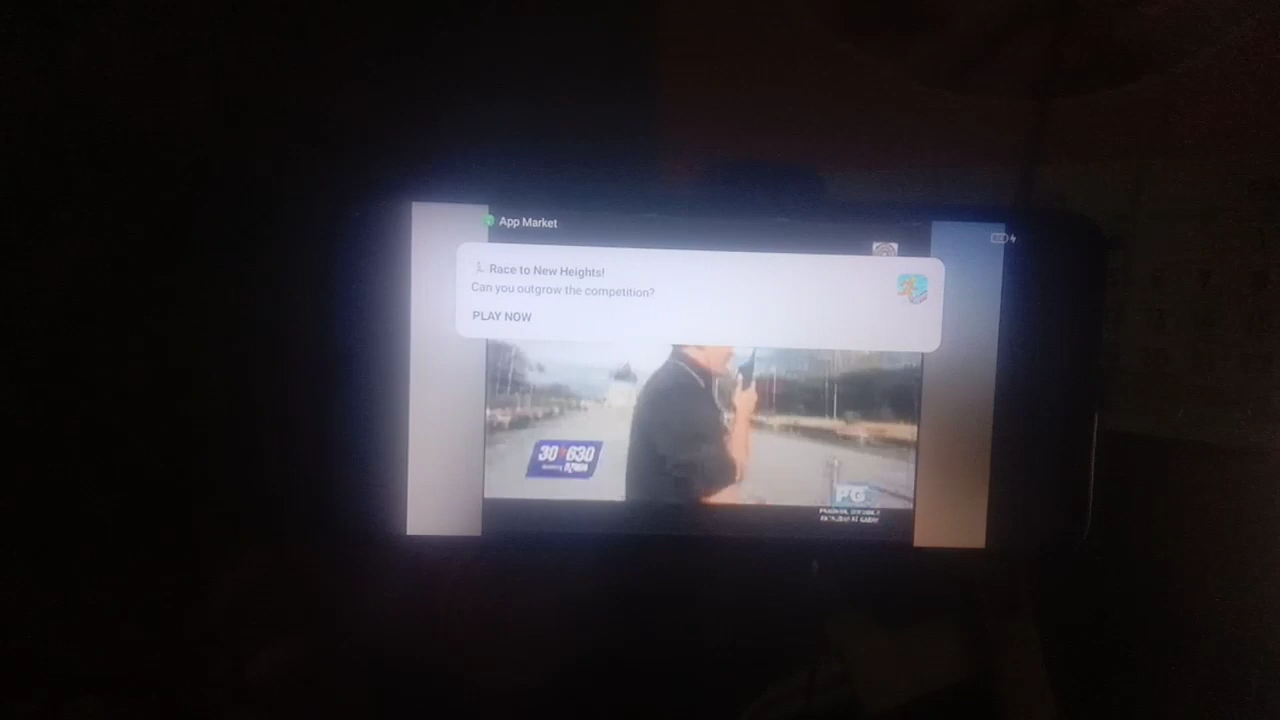 App Market
Race to New Heights!
Can you outgrow the competition?
PLAY NOW
30 630
PG